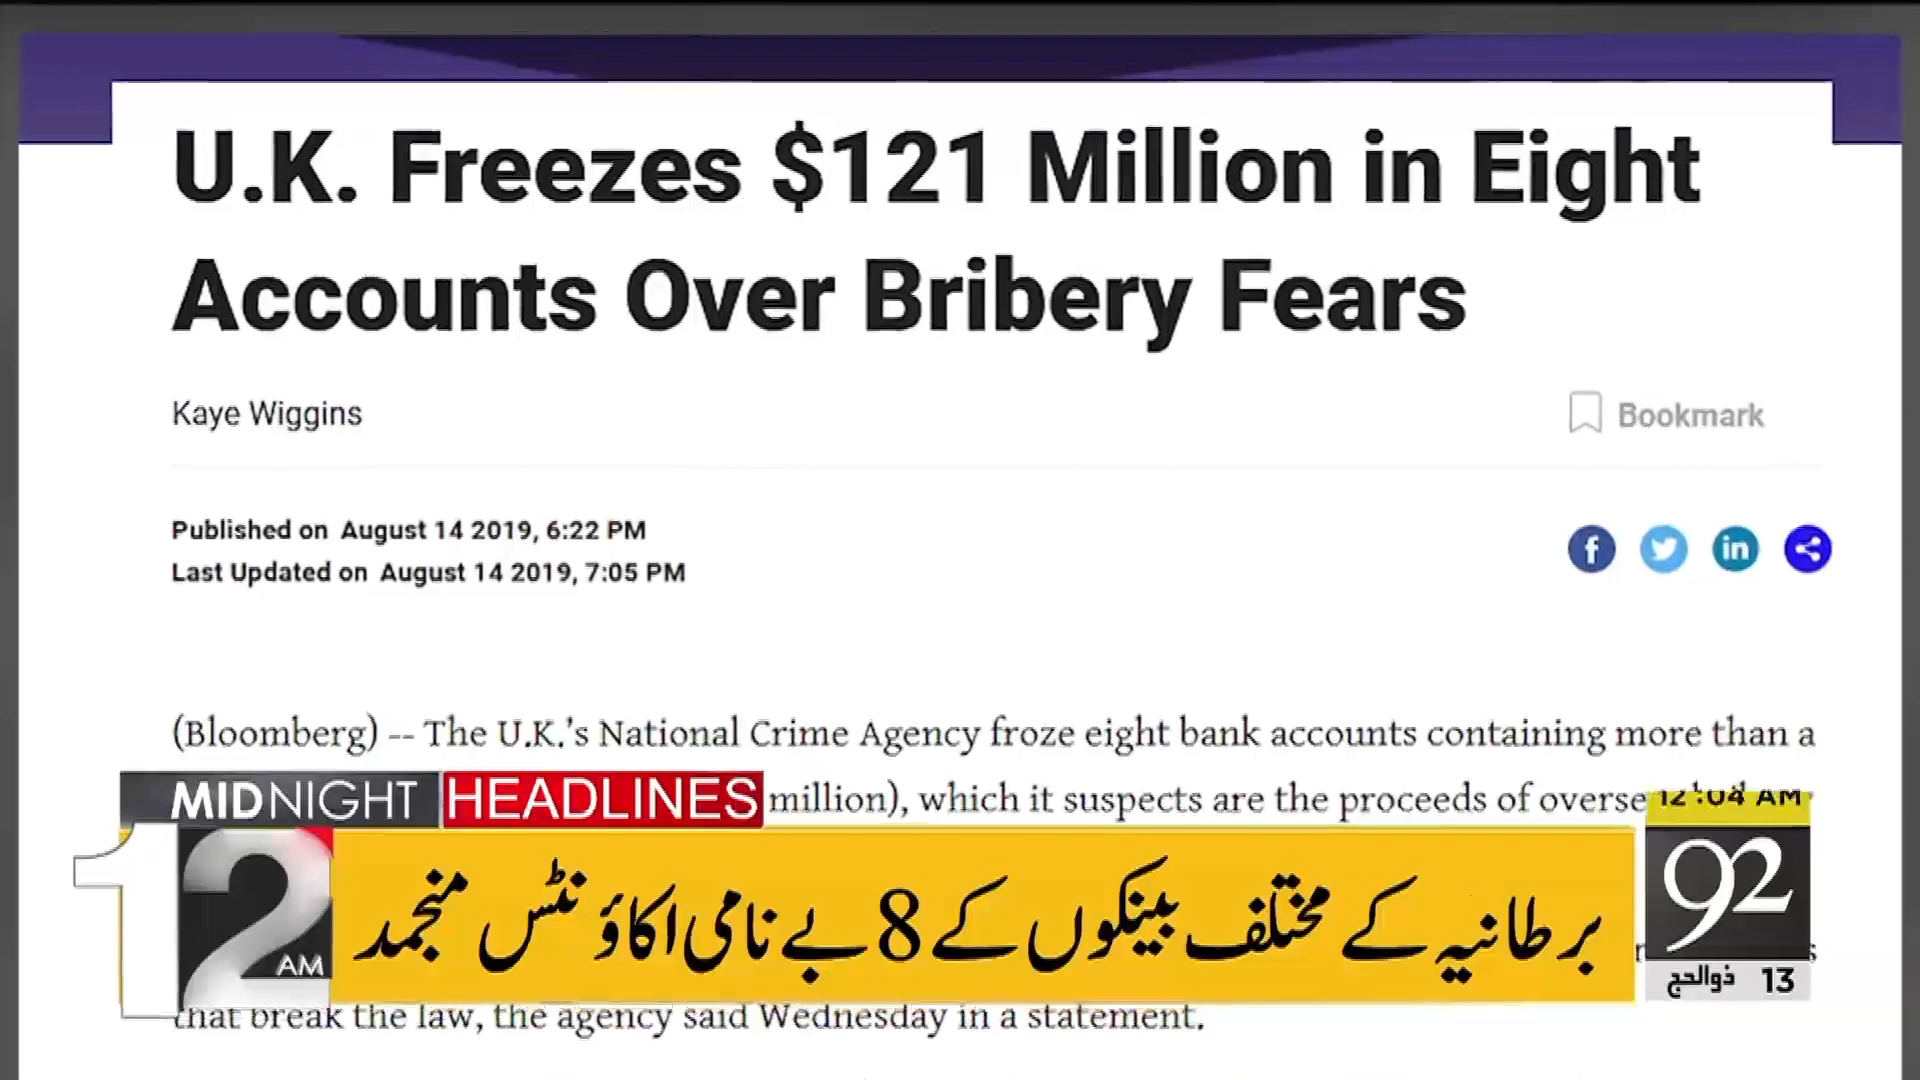 U.K. Freezes $121 Million in Eight
Accounts Over Bribery Fears
Kaye Wiggins
Bookmark
Published on August 14 2019, 6:22 PM
Last Updated on August 14 2019, 7:05 PM
(Bloomberg) -- The U.K.'s National Crime Agency froze eight bank accounts containing more than a
million), which it suspects are the proceeds of
MIDNIGHT HEADLINES
12 AM
برطانیہ کے مختلف بینکوں کے 8 بے نامی اکاؤنٹس منجمد
12:04 AM
92
13 ذوالحج
that break the law, the agency said Wednesday in a statement.